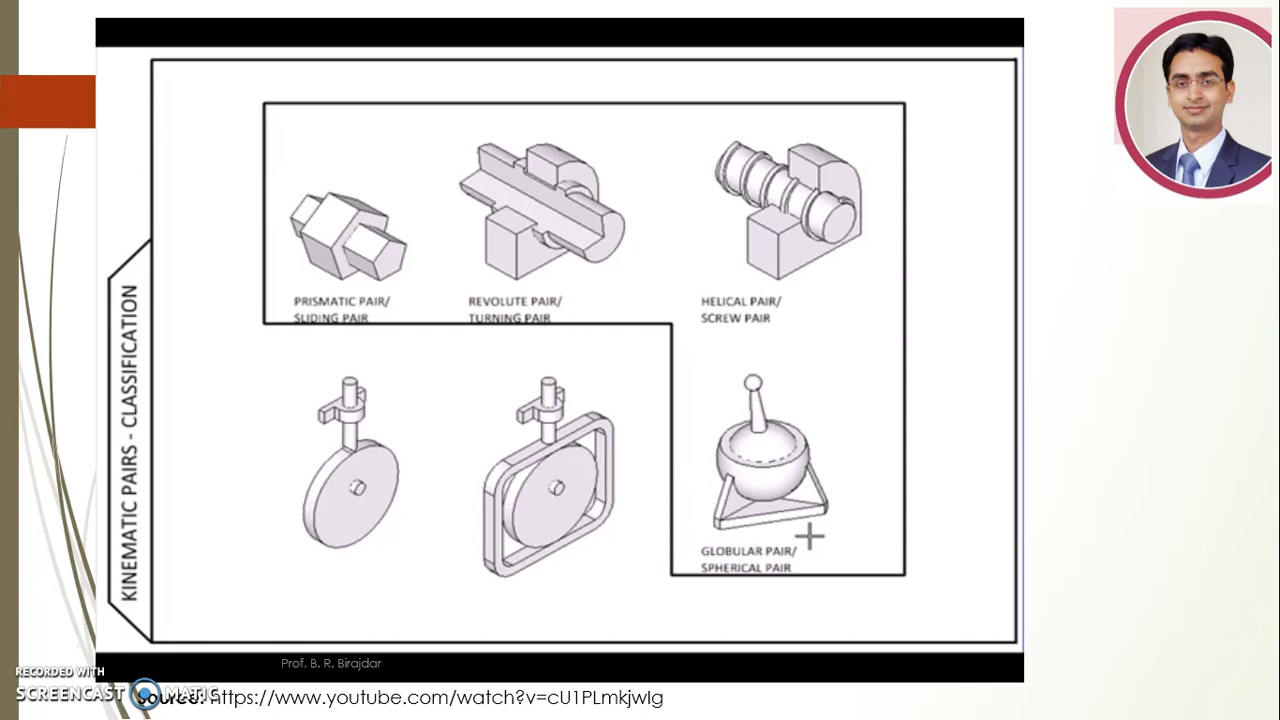 KINEMATIC PAIRS - CLASSIFICATION
PRISMATIC PAIR/
SLIDING PAIR
REVOLUTE PAIR/
TURNING PAIR
HELICAL PAIR/
SCREW PAIR
GLOBULAR PAIR/
SPHERICAL PAIR
Prof. B. R. Birajdar
RECORDED WITH
SCREENCAST MATIC
Source: https://www.youtube.com/watch?v=cU1PLmkjwIg